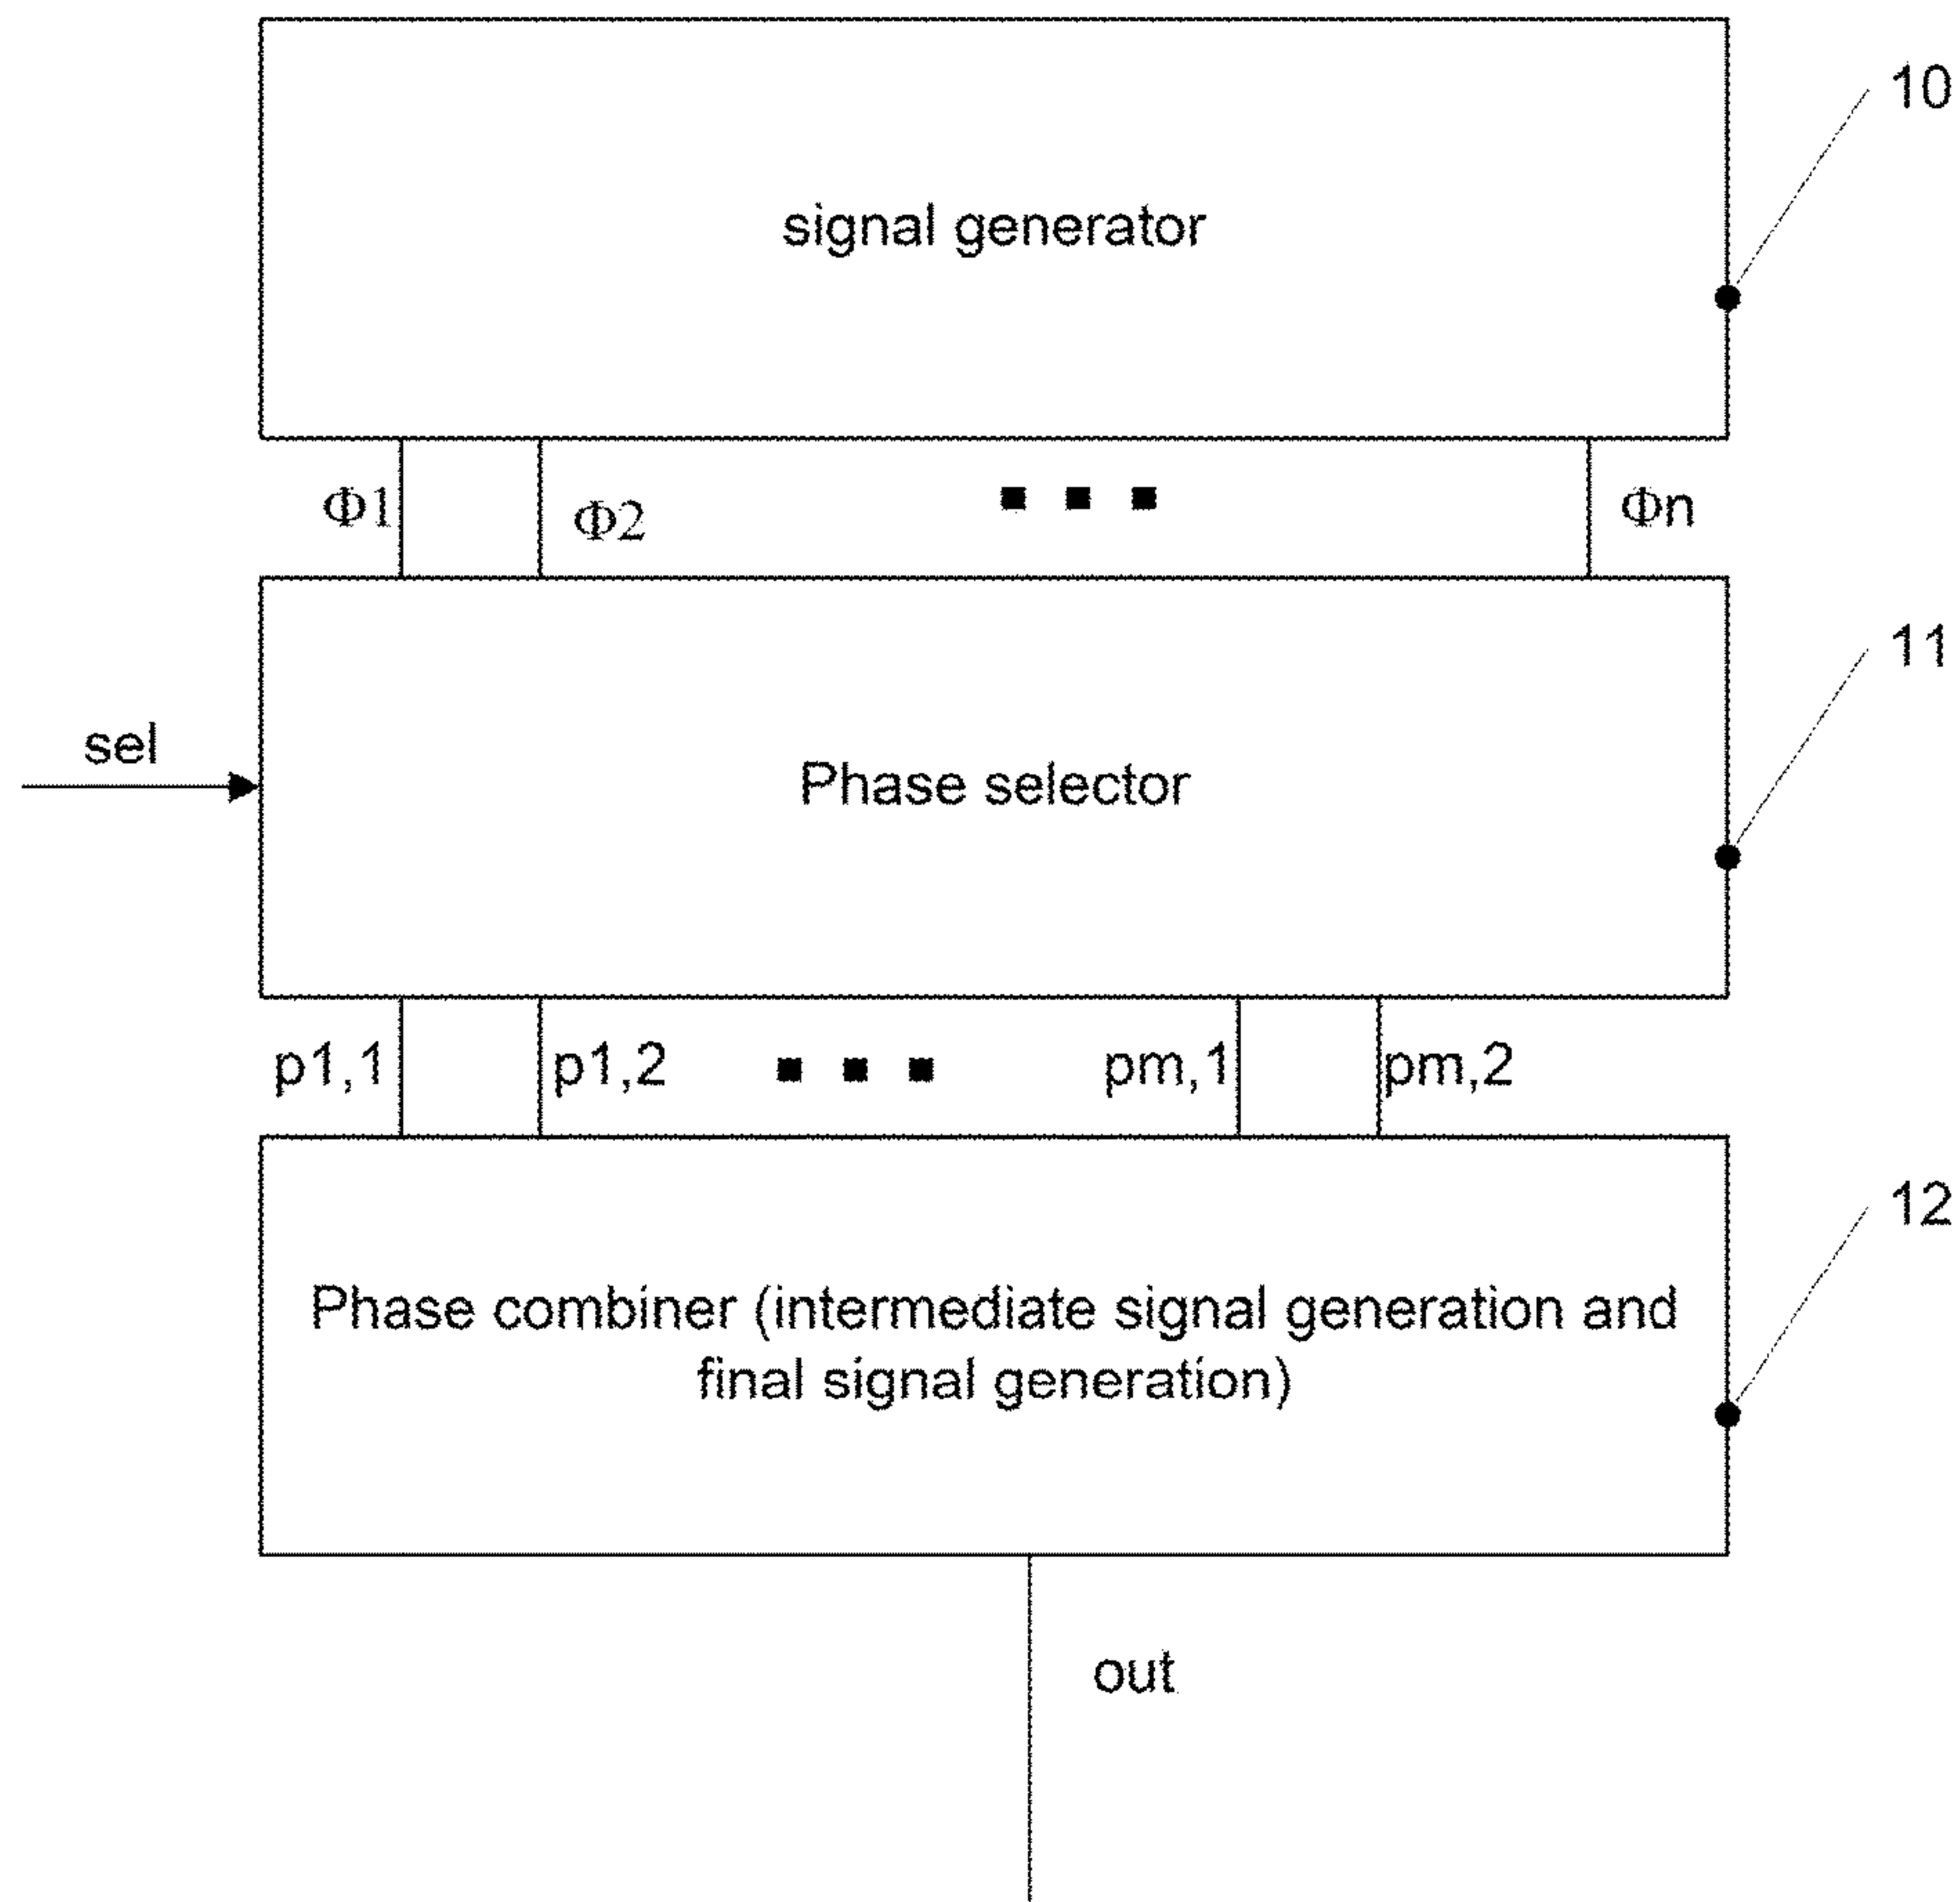 10
signal generator
Φ1
Φ2
Φn
11
sel
Phase selector
p1,1
p1,2
pm,1
pm,2
12
Phase combiner (intermediate signal generation and
final signal generation)
out